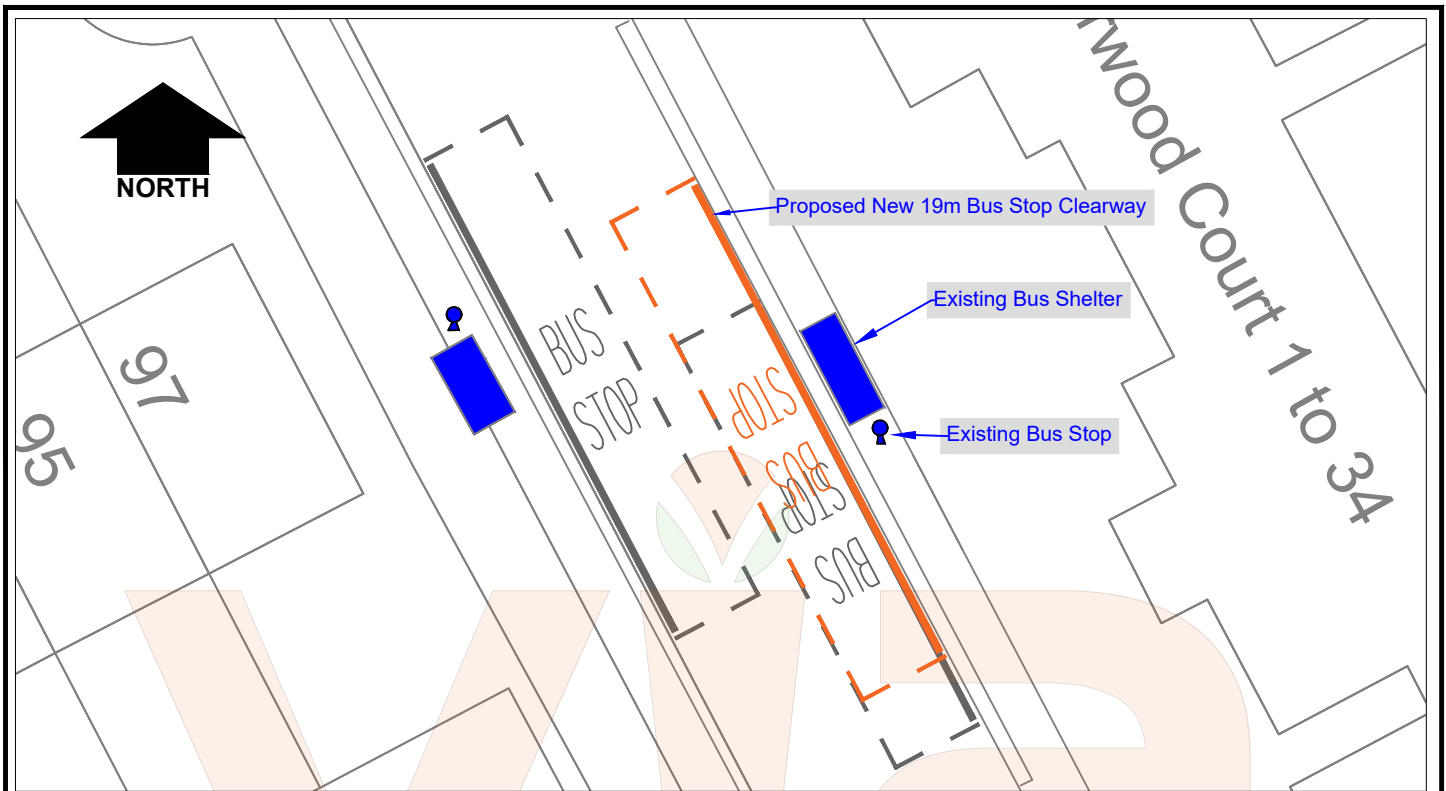 NORTH
Proposed New 19m Bus Stop Clearway
Existing Bus Shelter
Existing Bus Stop
rwood Court 1 to 34
97
95
BUS
STOP
STOP
BUS
STOP
BUS